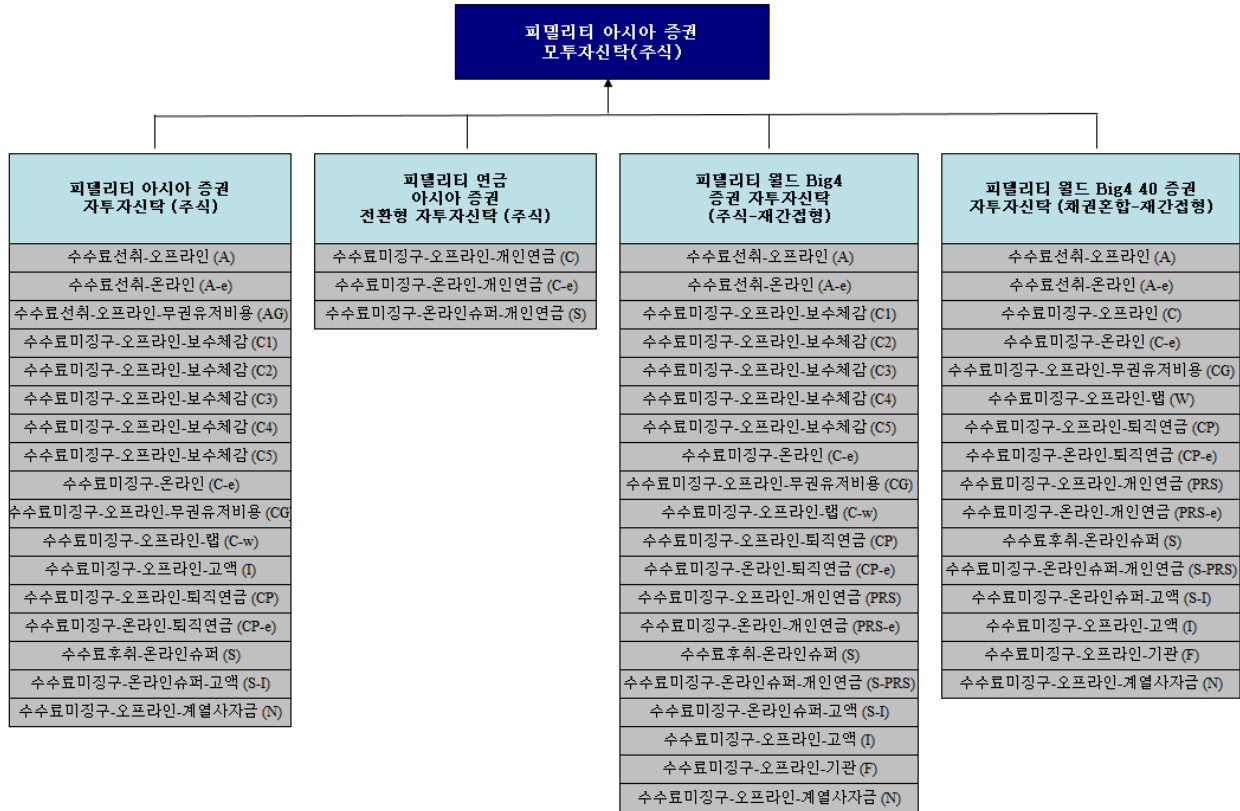 피델리티 아시아 증권
모투자신탁(주식)
피델리티 아시아 증권
자투자신탁 (주식)
수수료선취-오프라인 (A)
수수료선취-온라인 (A-e)
수수료선취-오프라인-무권유저비용 (AG)
수수료미징구-오프라인-보수체감 (C1)
수수료미징구-오프라인-보수체감 (C2)
수수료미징구-오프라인-보수체감 (C3)
수수료미징구-오프라인-보수체감 (C4)
수수료미징구-오프라인-보수체감 (C5)
수수료미징구-온라인 (C-e)
수수료미징구-오프라인-무권유저비용 (CG)
수수료미징구-오프라인-랩 (C-w)
수수료미징구-오프라인-고액 (I)
수수료미징구-오프라인-퇴직연금 (CP)
수수료미징구-온라인-퇴직연금 (CP-e)
수수료후취-온라인슈퍼 (S)
수수료미징구-온라인슈퍼-고액 (S-I)
수수료미징구-오프라인-계열사자금 (N)
피델리티 연금
아시아 증권
전환형 자투자신탁 (주식)
수수료미징구-오프라인-개인연금 (C)
수수료미징구-온라인-개인연금 (C-e)
수수료미징구-온라인슈퍼-개인연금 (S)
피델리티 월드 Big4
증권 자투자신탁
(주식-재간접형)
수수료선취-오프라인 (A)
수수료선취-온라인 (A-e)
수수료미징구-오프라인-보수체감 (C1)
수수료미징구-오프라인-보수체감 (C2)
수수료미징구-오프라인-보수체감 (C3)
수수료미징구-오프라인-보수체감 (C4)
수수료미징구-오프라인-보수체감 (C5)
수수료미징구-온라인 (C-e)
수수료미징구-오프라인-무권유저비용 (CG)
수수료미징구-오프라인-랩 (C-w)
수수료미징구-오프라인-퇴직연금 (CP)
수수료미징구-온라인-퇴직연금 (CP-e)
수수료미징구-오프라인-개인연금 (PRS)
수수료미징구-온라인-개인연금 (PRS-e)
수수료후취-온라인슈퍼 (S)
수수료미징구-온라인슈퍼-개인연금 (S-PRS)
수수료미징구-온라인슈퍼-고액 (S-I)
수수료미징구-오프라인-고액 (I)
수수료미징구-오프라인-기관 (F)
수수료미징구-오프라인-계열사자금 (N)
피델리티 월드 Big4 40 증권
자투자신탁 (채권혼합-재간접형)
수수료선취-오프라인 (A)
수수료선취-온라인 (A-e)
수수료미징구-오프라인 (C)
수수료미징구-온라인 (C-e)
수수료미징구-오프라인-무권유저비용 (CG)
수수료미징구-오프라인-랩 (W)
수수료미징구-오프라인-퇴직연금 (CP)
수수료미징구-온라인-퇴직연금 (CP-e)
수수료미징구-오프라인-개인연금 (PRS)
수수료미징구-온라인-개인연금 (PRS-e)
수수료후취-온라인슈퍼 (S)
수수료미징구-온라인슈퍼-개인연금 (S-PRS)
수수료미징구-온라인슈퍼-고액 (S-I)
수수료미징구-오프라인-고액 (I)
수수료미징구-오프라인-기관 (F)
수수료미징구-오프라인-계열사자금 (N)